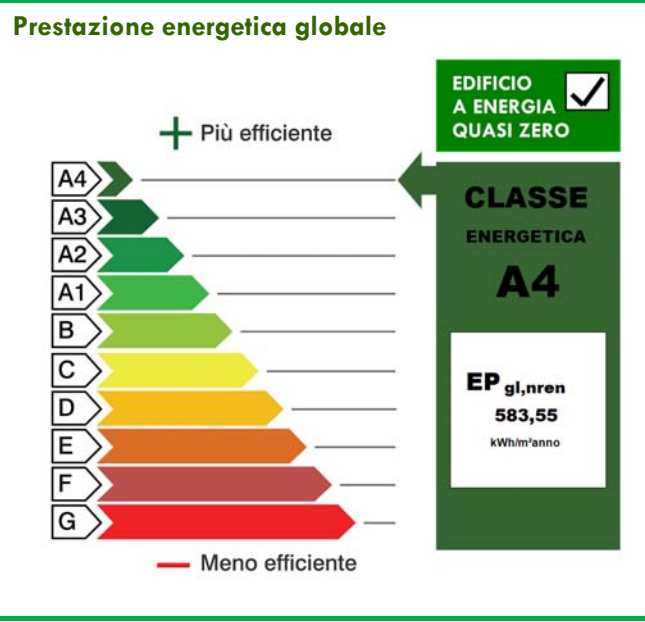 Prestazione energetica globale
EDIFICIO
A ENERGIA
QUASI ZERO
+ Più efficiente
A4
A3
A2
A1
B
C
D
E
F
G
— Meno efficiente
CLASSE
ENERGETICA
A4
EP gl,nren
583,55
kWh/m²anno